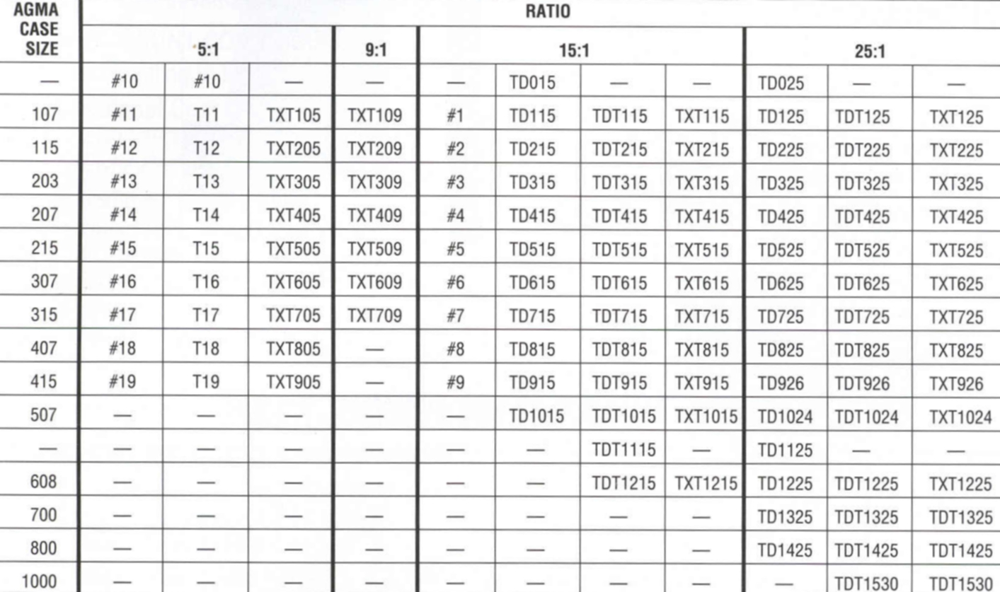 AGMA CASE SIZE RATIO
5:1 9:1 15:1 25:1
— #10 #10 — — — TD015 — — TD025 — —
107 #11 T11 TXT105 TXT109 #1 TD115 TDT115 TXT115 TD125 TDT125 TXT125
115 #12 T12 TXT205 TXT209 #2 TD215 TDT215 TXT215 TD225 TDT225 TXT225
203 #13 T13 TXT305 TXT309 #3 TD315 TDT315 TXT315 TD325 TDT325 TXT325
207 #14 T14 TXT405 TXT409 #4 TD415 TDT415 TXT415 TD425 TDT425 TXT425
215 #15 T15 TXT505 TXT509 #5 TD515 TDT515 TXT515 TD525 TDT525 TXT525
307 #16 T16 TXT605 TXT609 #6 TD615 TDT615 TXT615 TD625 TDT625 TXT625
315 #17 T17 TXT705 TXT709 #7 TD715 TDT715 TXT715 TD725 TDT725 TXT725
407 #18 T18 TXT805 — #8 TD815 TDT815 TXT815 TD825 TDT825 TXT825
415 #19 T19 TXT905 — #9 TD915 TDT915 TXT915 TD926 TDT926 TXT926
507 — — — — — TD1015 TDT1015 TXT1015 TD1024 TDT1024 TXT1024
— — — — — — — TDT1115 — TD1125 — —
608 — — — — — — TDT1215 TXT1215 TD1225 TDT1225 TXT1225
700 — — — — — — — — TD1325 TDT1325 TDT1325
800 — — — — — — — — TD1425 TDT1425 TDT1425
1000 — — — — — — — — — TDT1530 TDT1530